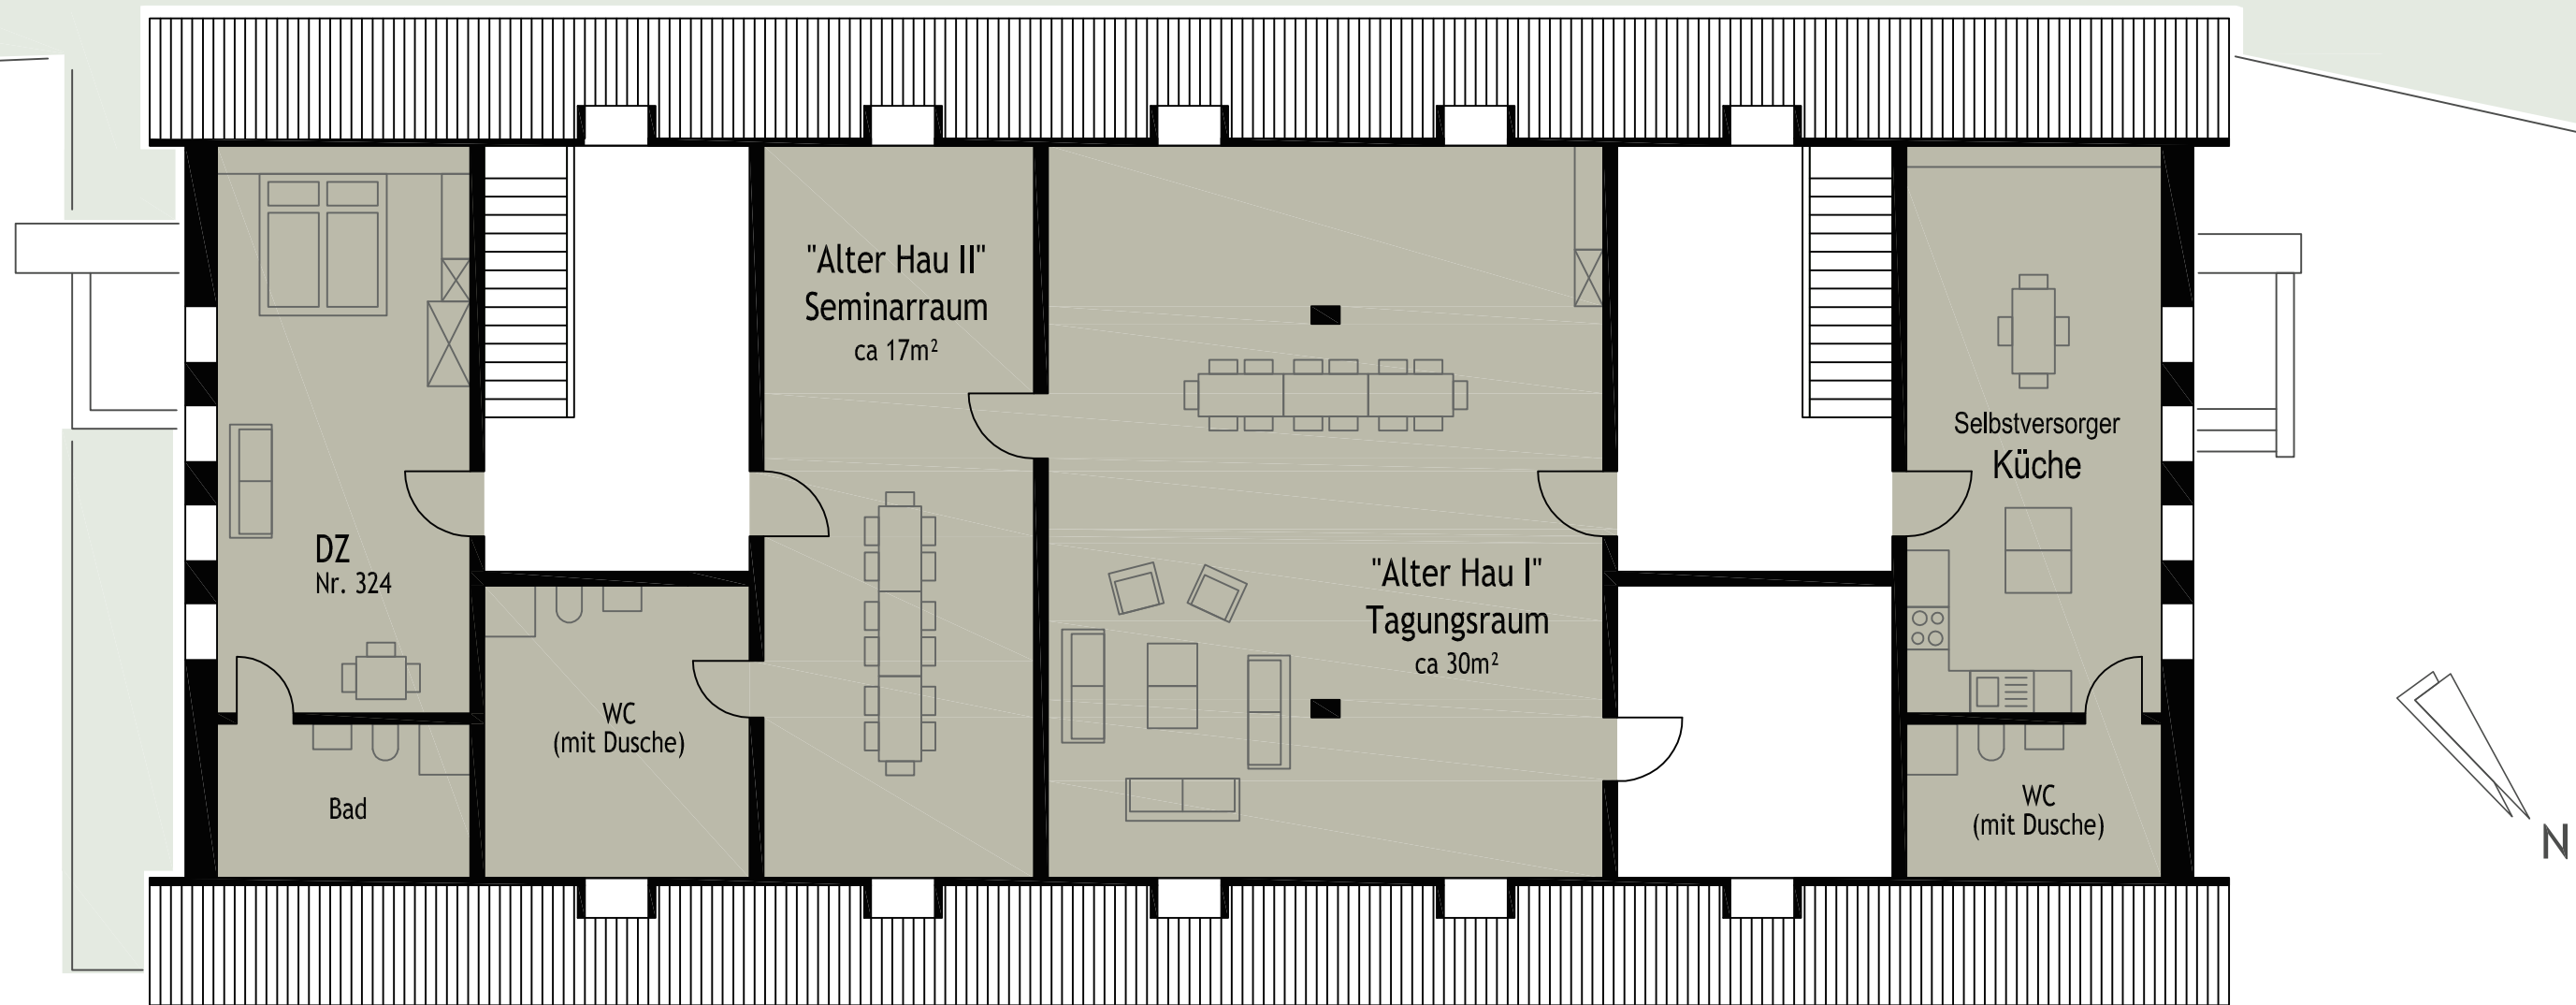 "Alter Hau II"
Seminarraum
ca 17m²
Selbstversorger
Küche
DZ
Nr. 324
"Alter Hau I"
Tagungsraum
ca 30m²
WC
(mit Dusche)
Bad
WC
(mit Dusche)
N